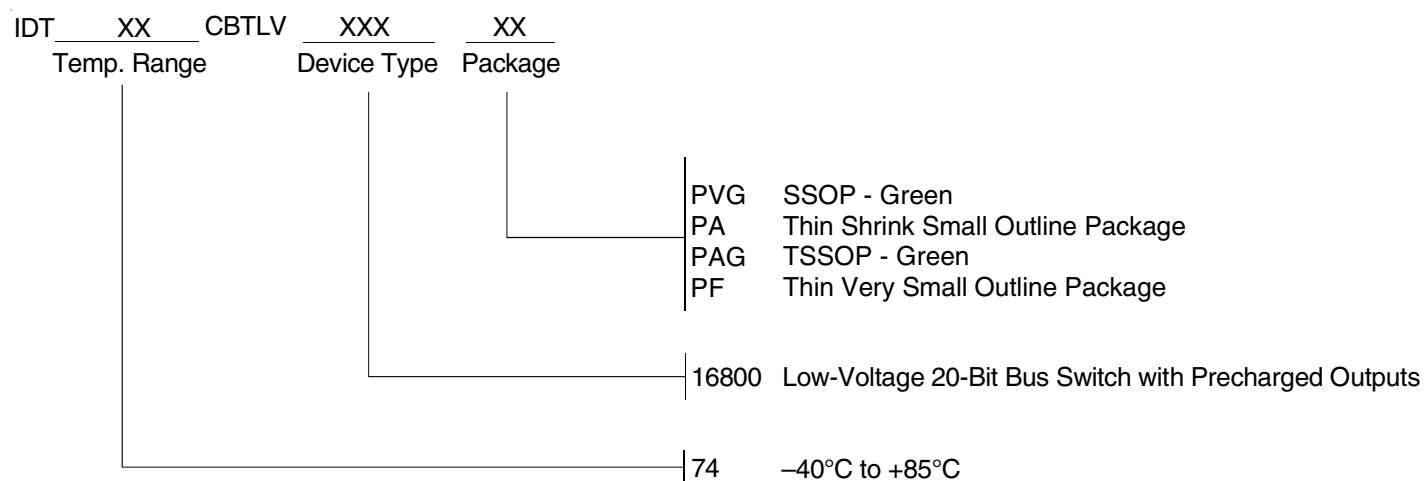 IDT XX CBTLV XXX XX
Temp. Range Device Type Package
PVG SSOP - Green
PA Thin Shrink Small Outline Package
PAG TSSOP - Green
PF Thin Very Small Outline Package
16800 Low-Voltage 20-Bit Bus Switch with Precharged Outputs
74 –40°C to +85°C